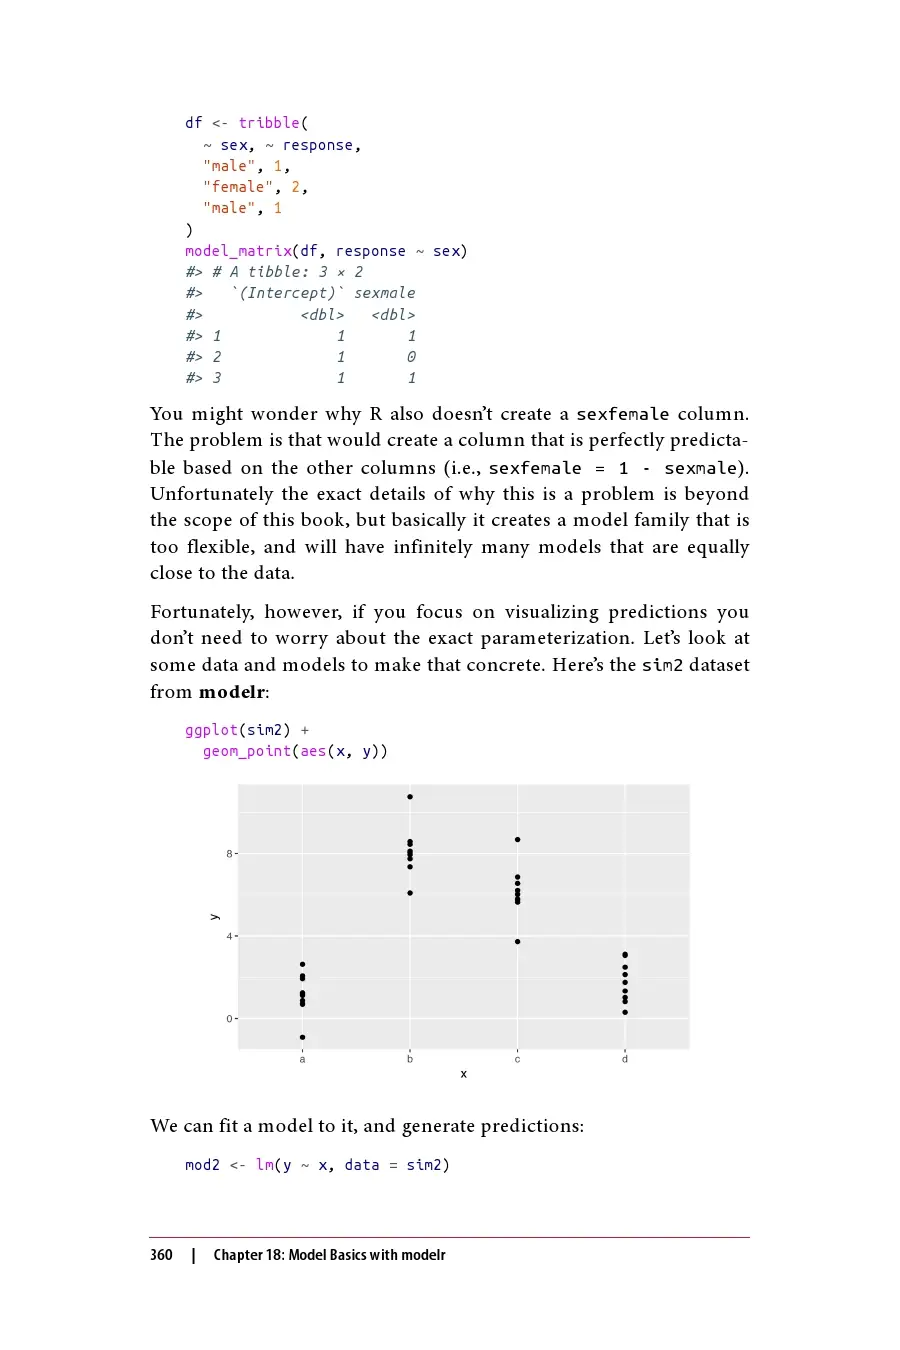 df <- tribble(
  ~ sex, ~ response,
  "male", 1,
  "female", 2,
  "male", 1
)
model_matrix(df, response ~ sex)
#> # A tibble: 3 × 2
#>   `(Intercept)` sexmale
#>           <dbl>   <dbl>
#> 1             1       1
#> 2             1       0
#> 3             1       1
You might wonder why R also doesn’t create a sexfemale column.
The problem is that would create a column that is perfectly predicta-
ble based on the other columns (i.e., sexfemale = 1 - sexmale).
Unfortunately the exact details of why this is a problem is beyond
the scope of this book, but basically it creates a model family that is
too flexible, and will have infinitely many models that are equally
close to the data.
Fortunately, however, if you focus on visualizing predictions you
don’t need to worry about the exact parameterization. Let’s look at
some data and models to make that concrete. Here’s the sim2 dataset
from modelr:
ggplot(sim2) +
  geom_point(aes(x, y))
8
4
0
y
a b c d
x
We can fit a model to it, and generate predictions:
mod2 <- lm(y ~ x, data = sim2)
360 | Chapter 18: Model Basics with modelr